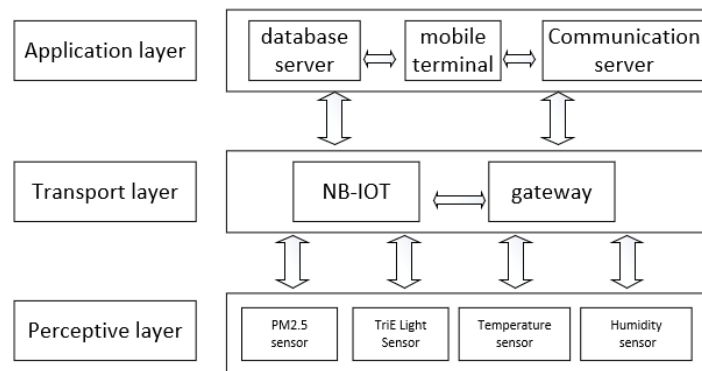 Application layer
database
server
mobile
terminal
Communication
server
Transport layer
NB-IOT
gateway
Perceptive layer
PM2.5
sensor
TriE Light
Sensor
Temperature
sensor
Humidity
sensor